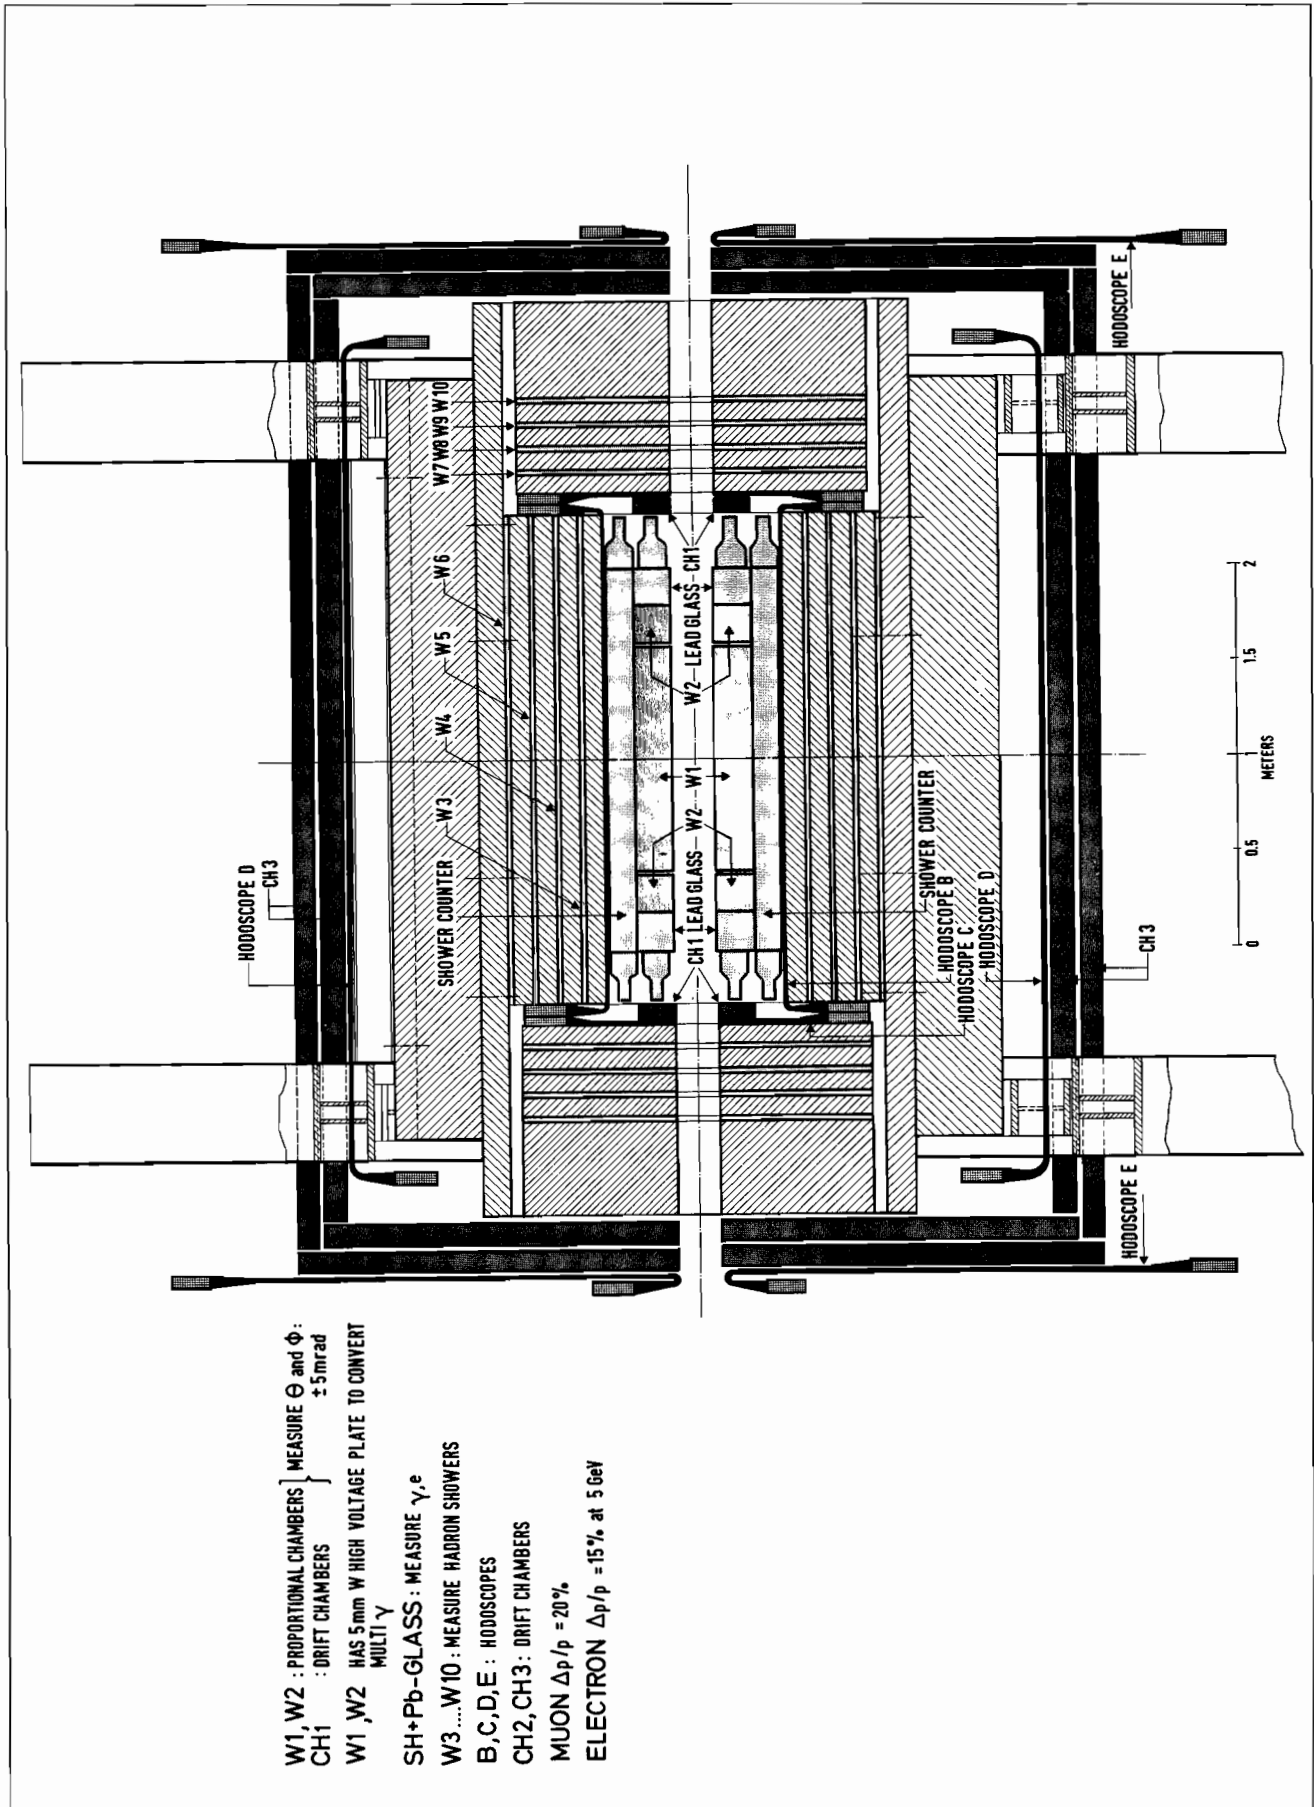 W1, W2 : PROPORTIONAL CHAMBERS } MEASURE Θ and Φ:
CH1 : DRIFT CHAMBERS } ±5mrad
W1, W2 HAS 5mm W HIGH VOLTAGE PLATE TO CONVERT
MULTI γ
SH+Pb-GLASS: MEASURE γ,e
W3....W10: MEASURE HADRON SHOWERS
B,C,D,E: HODOSCOPES
CH2, CH3: DRIFT CHAMBERS
MUON Δp/p = 20%
ELECTRON Δp/p = 15% at 5 GeV
HODOSCOPE D
CH3
SHOWER COUNTER
W3
W4
W5
W6
W7 W8 W9 W10
CH1 LEAD GLASS — W2 — W1 — W2 — LEAD GLASS — CH1
SHOWER COUNTER
HODOSCOPE B
HODOSCOPE C
HODOSCOPE D
HODOSCOPE E
CH3
HODOSCOPE E
0 0.5 1 1.5 2
METERS